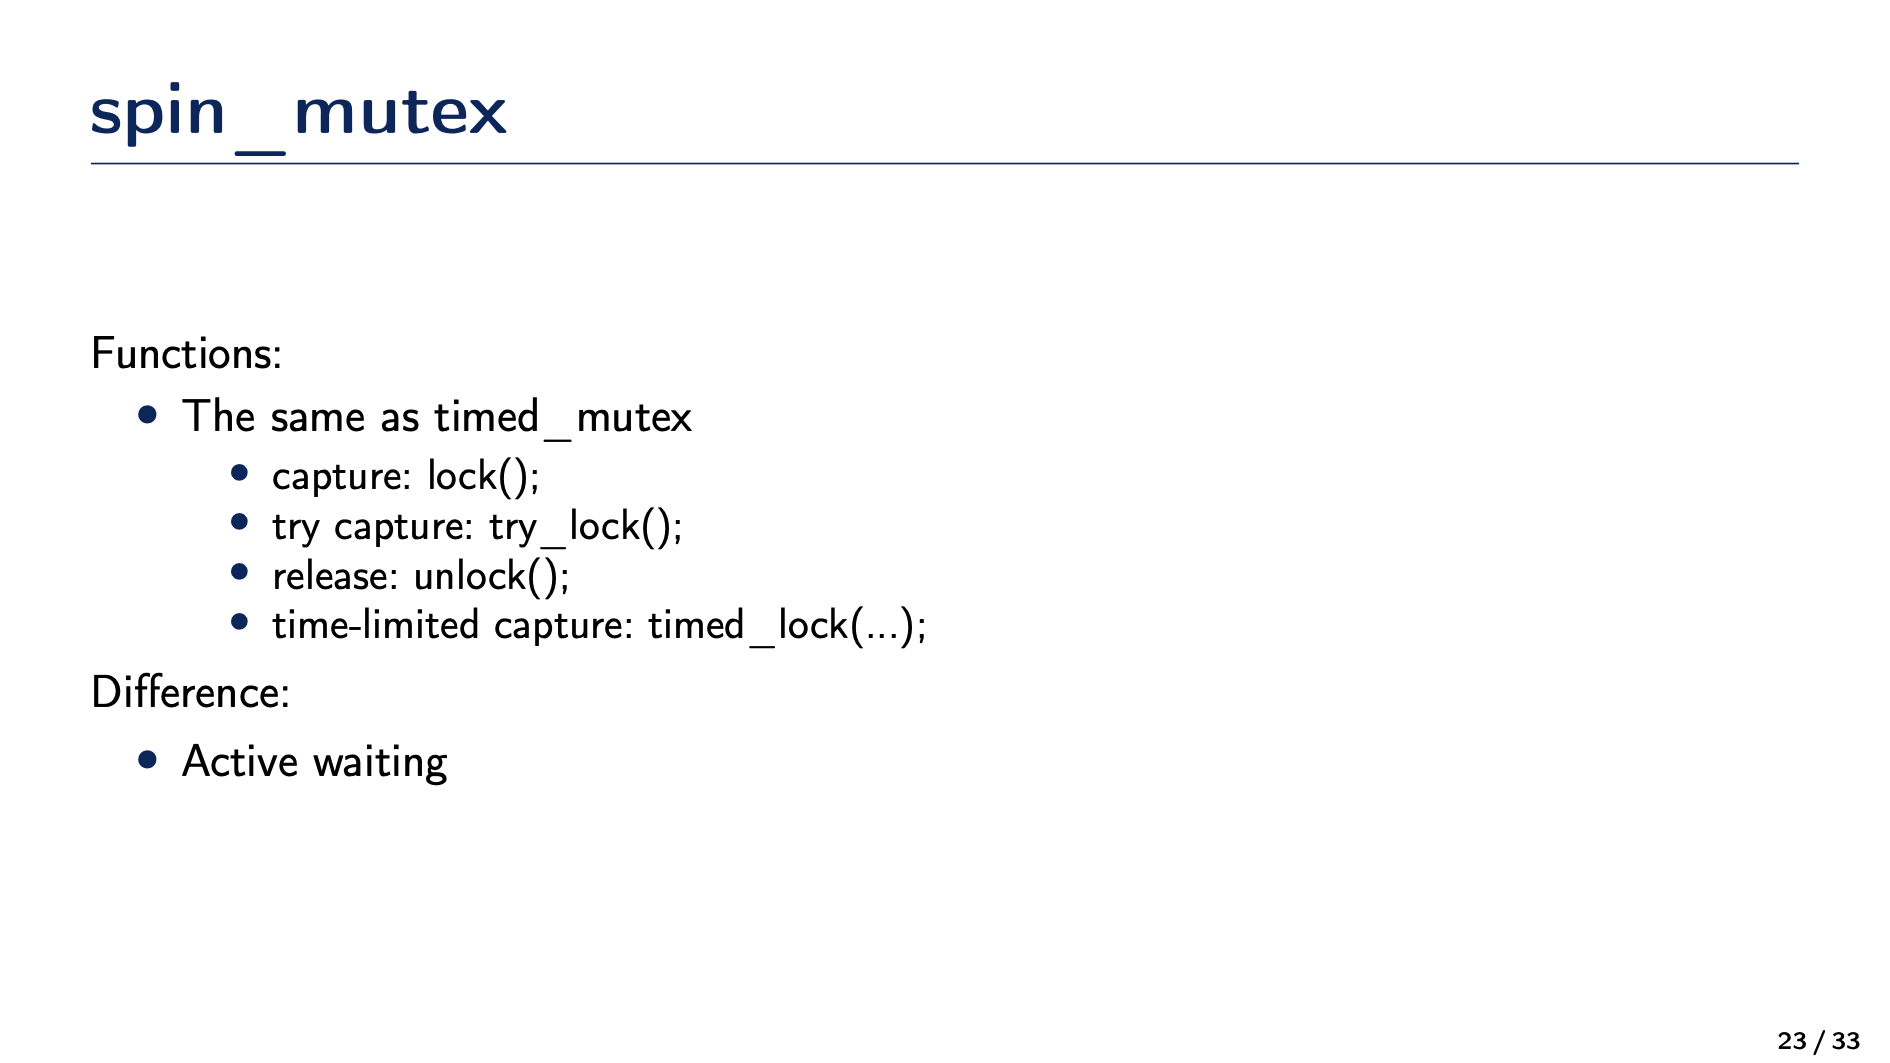 spin_mutex
Functions:
• The same as timed_mutex
• capture: lock();
• try capture: try_lock();
• release: unlock();
• time-limited capture: timed_lock(...);
Difference:
• Active waiting
23 / 33